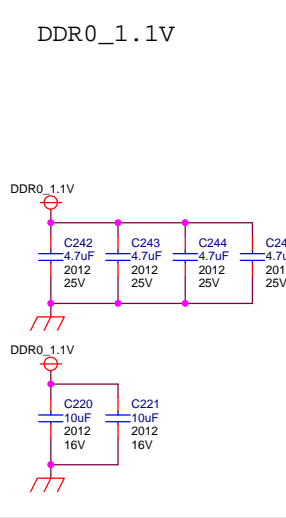 DDR0_1.1V
DDR0_1.1V
C242 C243 C244
4.7uF 4.7uF 4.7uF
2012 2012 2012
25V 25V 25V 25V
DDR0_1.1V
C220 C221
10uF 10uF
2012 2012
16V 16V